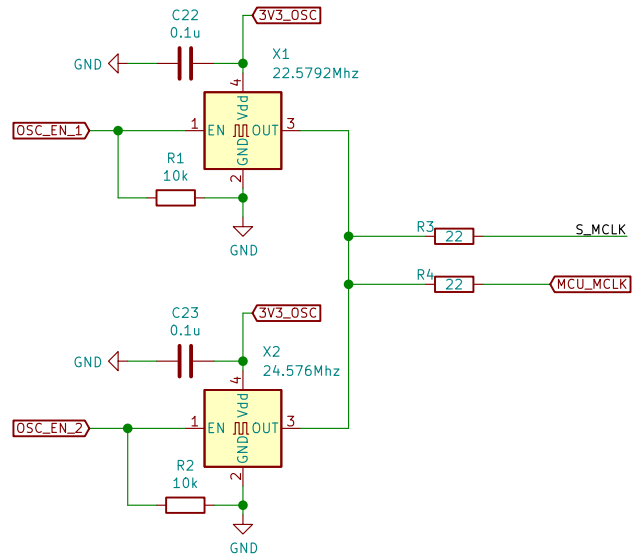 C22
0.1u
3V3_OSC
GND
X1
22.5792Mhz
4
Vdd
OSC_EN_1
1
EN
OUT
3
GND
2
R1
10k
GND
R3
22
S_MCLK
R4
22
MCU_MCLK
C23
0.1u
3V3_OSC
GND
X2
24.576Mhz
4
Vdd
OSC_EN_2
1
EN
OUT
3
GND
2
R2
10k
GND